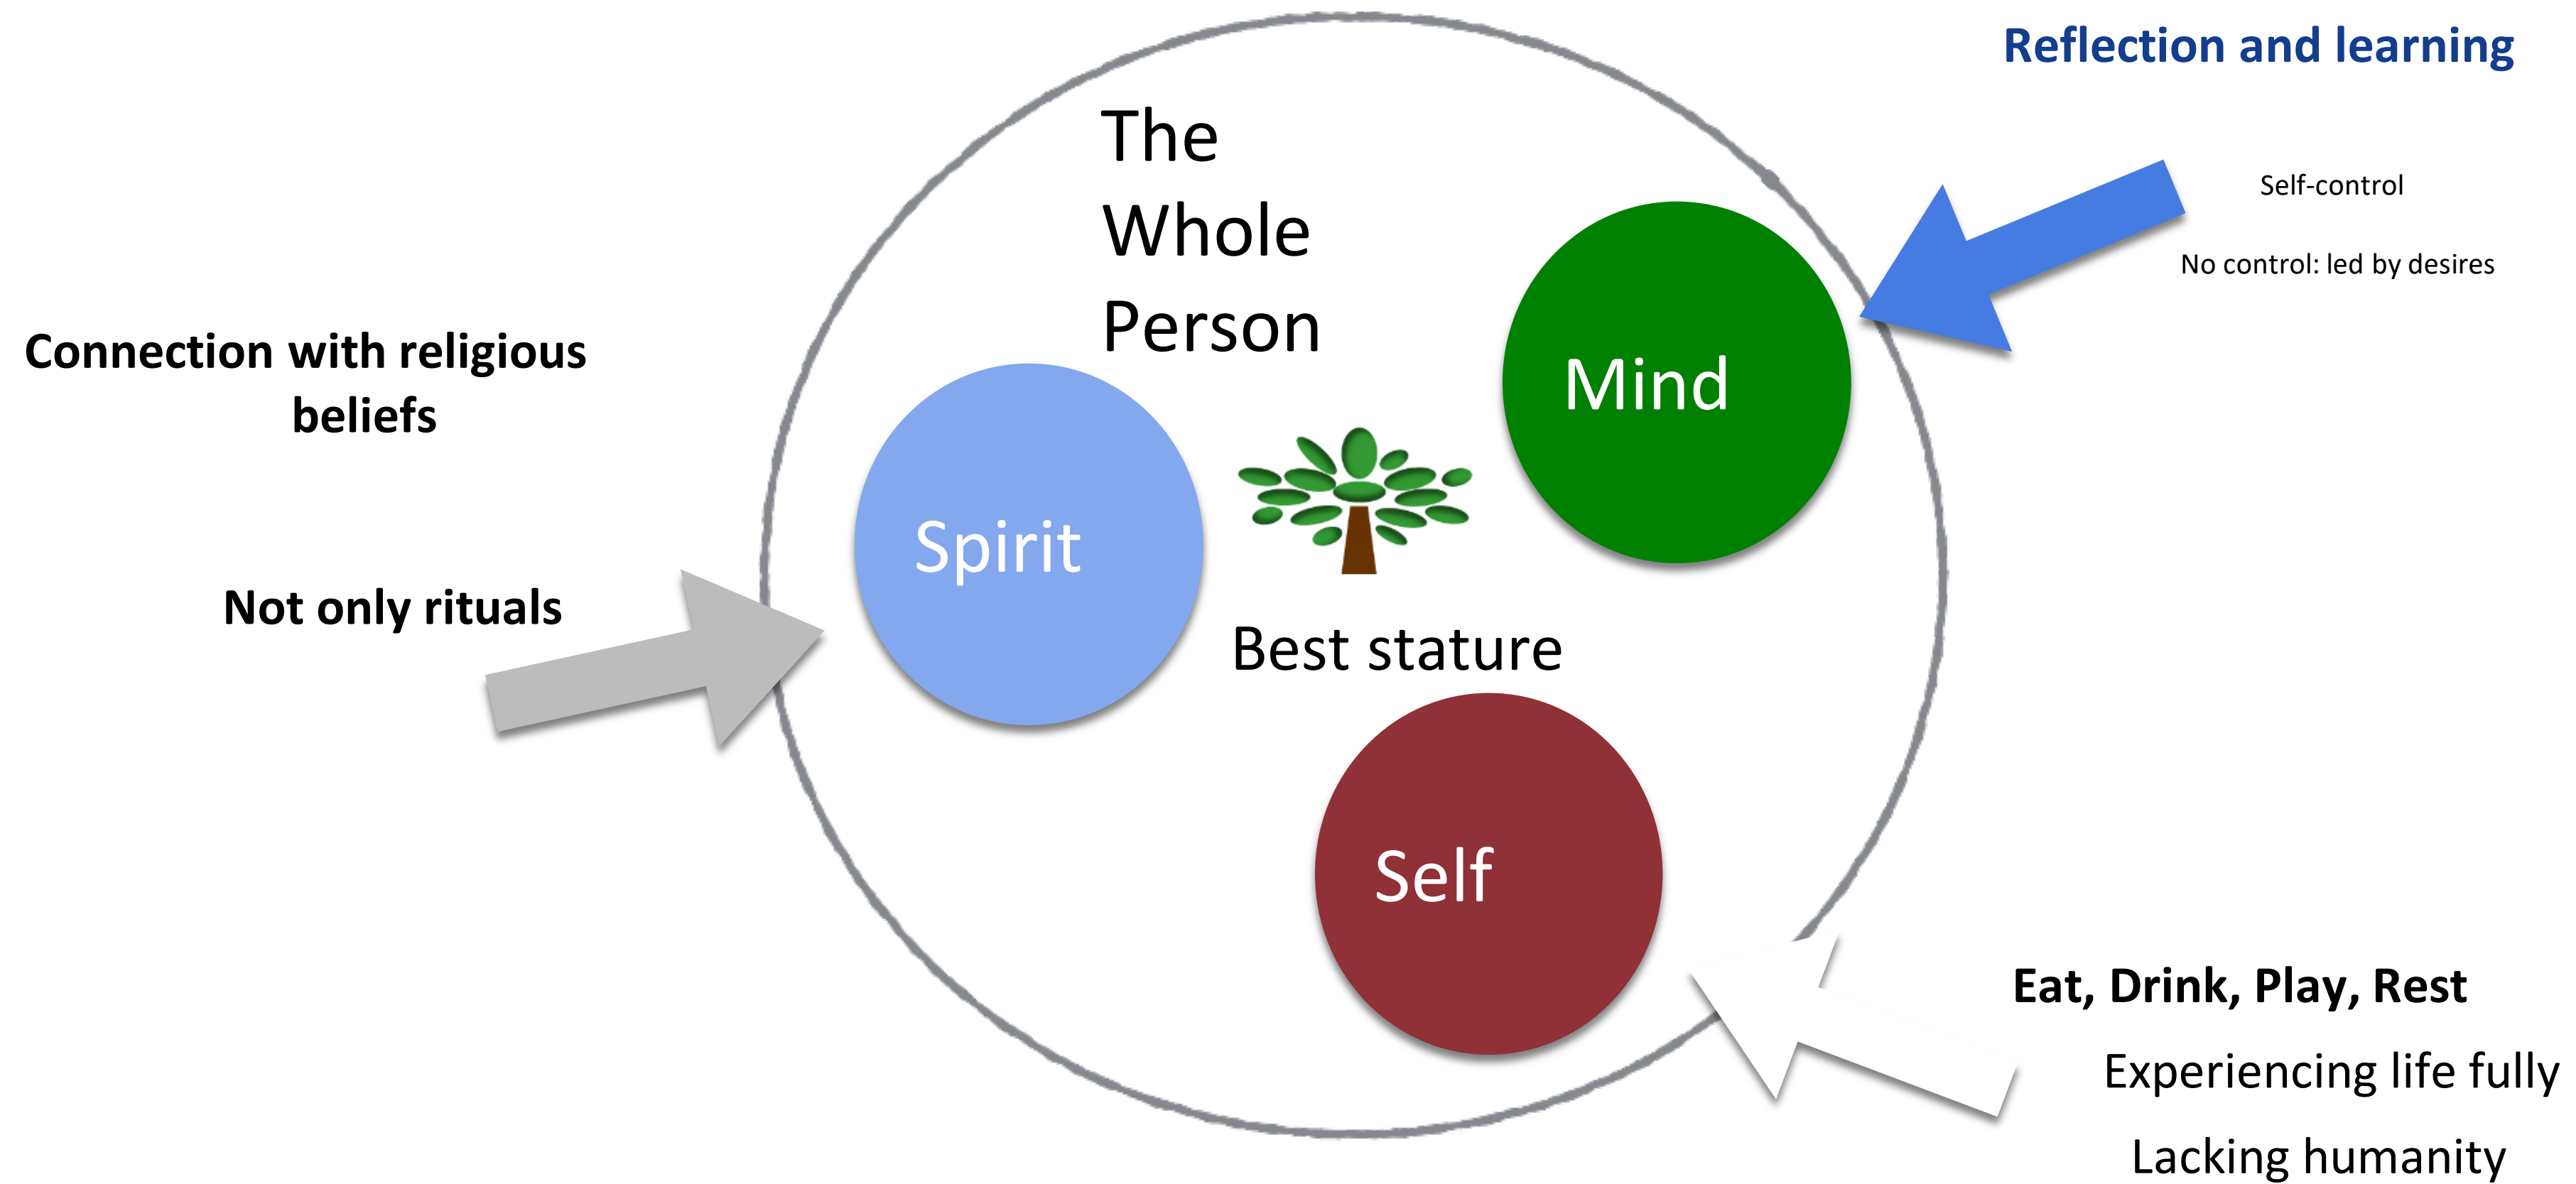 Reflection and learning
Self-control
No control: led by desires
The
Whole
Person
Mind
Connection with religious
beliefs
Spirit
Not only rituals
Best stature
Self
Eat, Drink, Play, Rest
Experiencing life fully
Lacking humanity